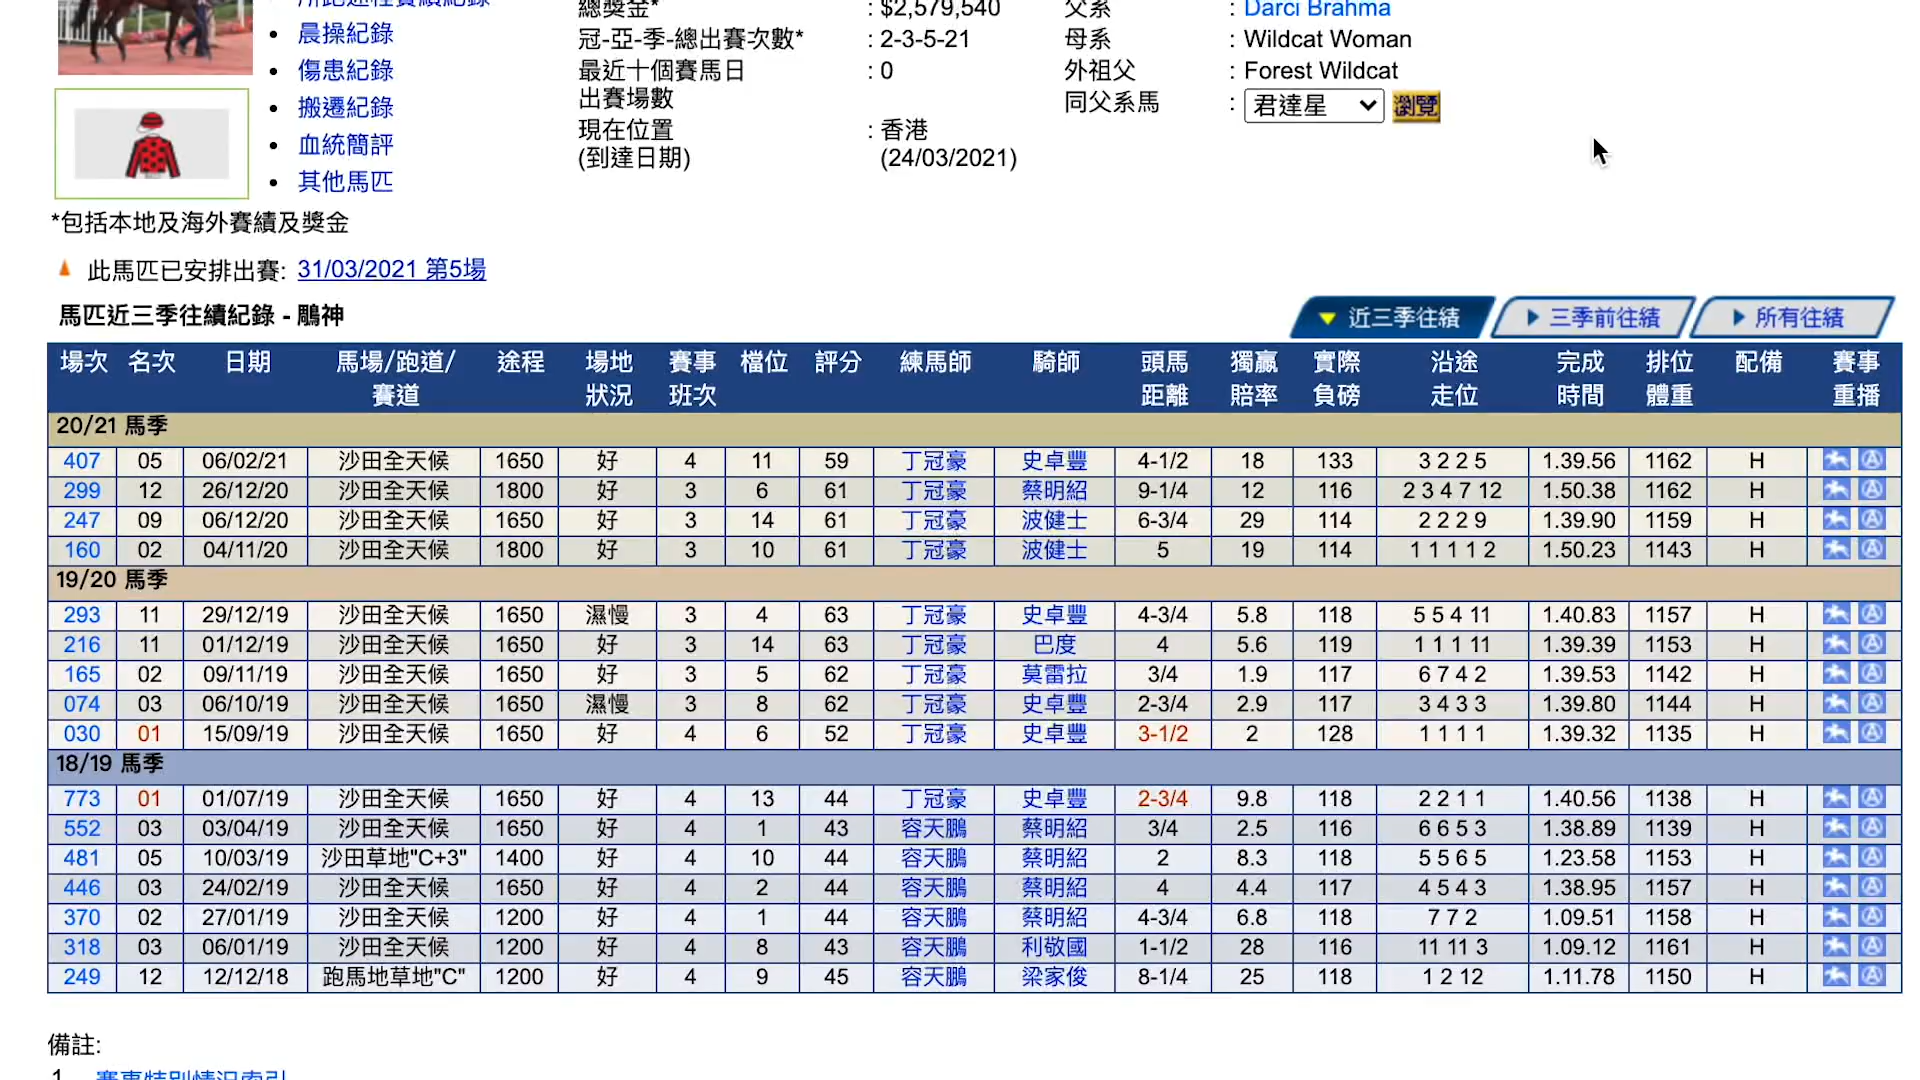 晨操紀錄
傷患紀錄
搬遷紀錄
血統簡評
其他馬匹
總獎金* : $2,579,540
冠-亞-季-總出賽次數* : 2-3-5-21
最近十個賽馬日 : 0
出賽場數
現在位置 : 香港
(到達日期) (24/03/2021)
父系 : Darci Brahma
母系 : Wildcat Woman
外祖父 : Forest Wildcat
同父系馬 : 君達星 瀏覽
*包括本地及海外賽績及獎金
此馬匹已安排出賽: 31/03/2021 第5場
馬匹近三季往績紀錄 - 鵰神
近三季往績 三季前往績 所有往績
場次 名次 日期 馬場/跑道/ 途程 場地 賽事 檔位 評分 練馬師 騎師 頭馬 獨贏 實際 沿途 完成 排位 配備 賽事
賽道 狀況 班次 距離 賠率 負磅 走位 時間 體重 重播
20/21 馬季
407 05 06/02/21 沙田全天候 1650 好 4 11 59 丁冠豪 史卓豐 4-1/2 18 133 3 2 2 5 1.39.56 1162 H
299 12 26/12/20 沙田全天候 1800 好 3 6 61 丁冠豪 蔡明紹 9-1/4 12 116 2 3 4 7 12 1.50.38 1162 H
247 09 06/12/20 沙田全天候 1650 好 3 14 61 丁冠豪 波健士 6-3/4 29 114 2 2 2 9 1.39.90 1159 H
160 02 04/11/20 沙田全天候 1800 好 3 10 61 丁冠豪 波健士 5 19 114 1 1 1 1 2 1.50.23 1143 H
19/20 馬季
293 11 29/12/19 沙田全天候 1650 濕慢 3 4 63 丁冠豪 史卓豐 4-3/4 5.8 118 5 5 4 11 1.40.83 1157 H
216 11 01/12/19 沙田全天候 1650 好 3 14 63 丁冠豪 巴度 4 5.6 119 1 1 1 11 1.39.39 1153 H
165 02 09/11/19 沙田全天候 1650 好 3 5 62 丁冠豪 莫雷拉 3/4 1.9 117 6 7 4 2 1.39.53 1142 H
074 03 06/10/19 沙田全天候 1650 濕慢 3 8 62 丁冠豪 史卓豐 2-3/4 2.9 117 3 4 3 3 1.39.80 1144 H
030 01 15/09/19 沙田全天候 1650 好 4 6 52 丁冠豪 史卓豐 3-1/2 2 128 1 1 1 1 1.39.32 1135 H
18/19 馬季
773 01 01/07/19 沙田全天候 1650 好 4 13 44 丁冠豪 史卓豐 2-3/4 9.8 118 2 2 1 1 1.40.56 1138 H
552 03 03/04/19 沙田全天候 1650 好 4 1 43 容天鵬 蔡明紹 3/4 2.5 116 6 6 5 3 1.38.89 1139 H
481 05 10/03/19 沙田草地"C+3" 1400 好 4 10 44 容天鵬 蔡明紹 2 8.3 118 5 5 6 5 1.23.58 1153 H
446 03 24/02/19 沙田全天候 1650 好 4 2 44 容天鵬 蔡明紹 4 4.4 117 4 5 4 3 1.38.95 1157 H
370 02 27/01/19 沙田全天候 1200 好 4 1 44 容天鵬 蔡明紹 4-3/4 6.8 118 7 7 2 1.09.51 1158 H
318 03 06/01/19 沙田全天候 1200 好 4 8 43 容天鵬 利敬國 1-1/2 28 116 11 11 3 1.09.12 1161 H
249 12 12/12/18 跑馬地草地"C" 1200 好 4 9 45 容天鵬 梁家俊 8-1/4 25 118 1 2 12 1.11.78 1150 H
備註:
1. 賽事特別情況索引